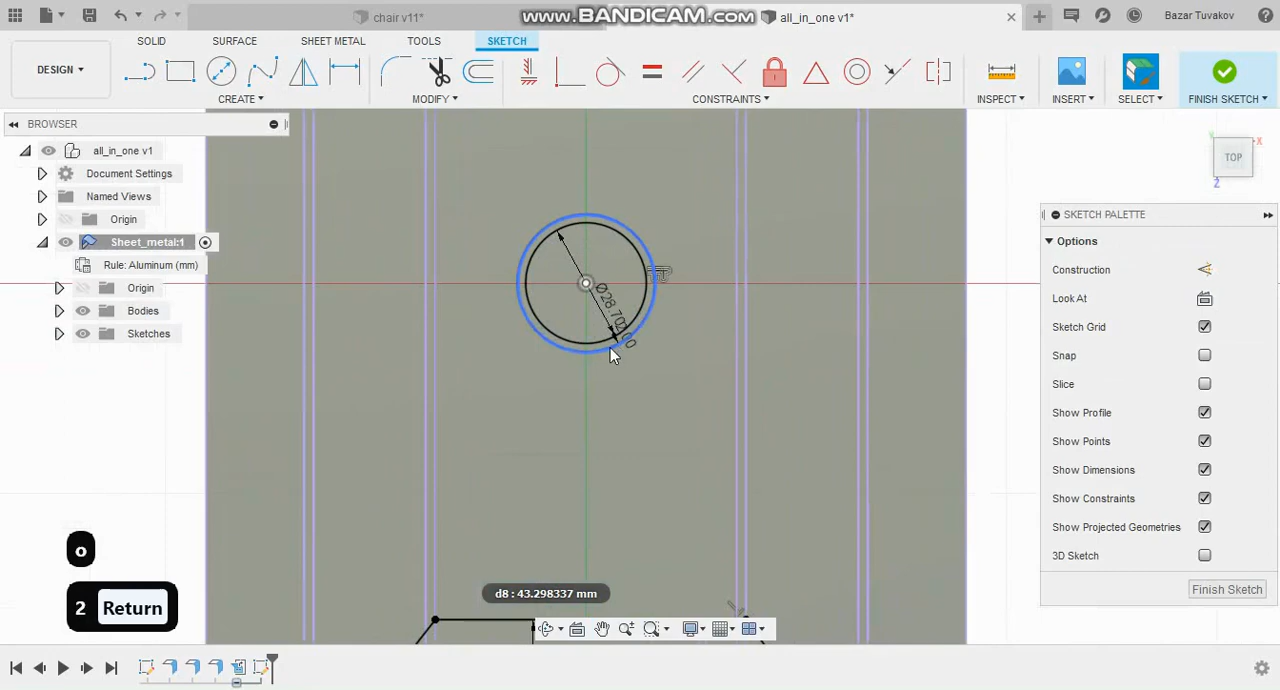 chair v11*
www.BANDICAM.com
all_in_one v1*
Bazar Tuvakov
DESIGN
SOLID
SURFACE
SHEET METAL
TOOLS
SKETCH
CREATE
MODIFY
CONSTRAINTS
INSPECT
INSERT
SELECT
FINISH SKETCH
BROWSER
all_in_one v1
Document Settings
Named Views
Origin
Sheet_metal:1
Rule: Aluminum (mm)
Origin
Bodies
Sketches
TOP
X
Y
Z
SKETCH PALETTE
Options
Construction
Look At
Sketch Grid
Snap
Slice
Show Profile
Show Points
Show Dimensions
Show Constraints
Show Projected Geometries
3D Sketch
Finish Sketch
o
2 Return
d8 : 43.298337 mm